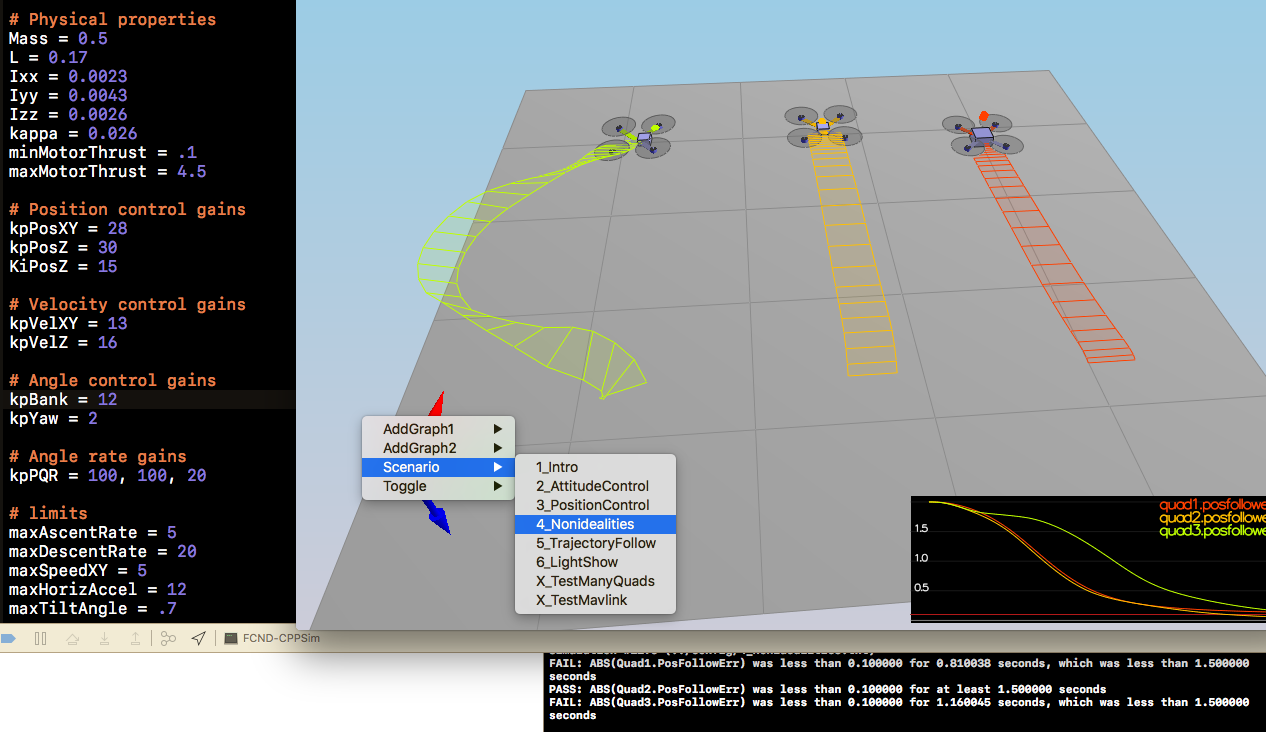 # Physical properties
Mass = 0.5
L = 0.17
Ixx = 0.0023
Iyy = 0.0043
Izz = 0.0026
kappa = 0.026
minMotorThrust = .1
maxMotorThrust = 4.5
# Position control gains
kpPosXY = 28
kpPosZ = 30
KiPosZ = 15
# Velocity control gains
kpVelXY = 13
kpVelZ = 16
# Angle control gains
kpBank = 12
kpYaw = 2
# Angle rate gains
kpPQR = 100, 100, 20
# limits
maxAscentRate = 5
maxDescentRate = 20
maxSpeedXY = 5
maxHorizAccel = 12
maxTiltAngle = .7
AddGraph1
AddGraph2
Scenario
Toggle
1_Intro
2_AttitudeControl
3_PositionControl
4_Nonidealities
5_TrajectoryFollow
6_LightShow
X_TestManyQuads
X_TestMavlink
quad1.posfollowe
quad2.posfollowe
quad3.posfollowe
1.5
1.0
0.5
FCND-CPPSim
FAIL: ABS(Quad1.PosFollowErr) was less than 0.100000 for 0.810038 seconds, which was less than 1.500000
seconds
PASS: ABS(Quad2.PosFollowErr) was less than 0.100000 for at least 1.500000 seconds
FAIL: ABS(Quad3.PosFollowErr) was less than 0.100000 for 1.160045 seconds, which was less than 1.500000
seconds